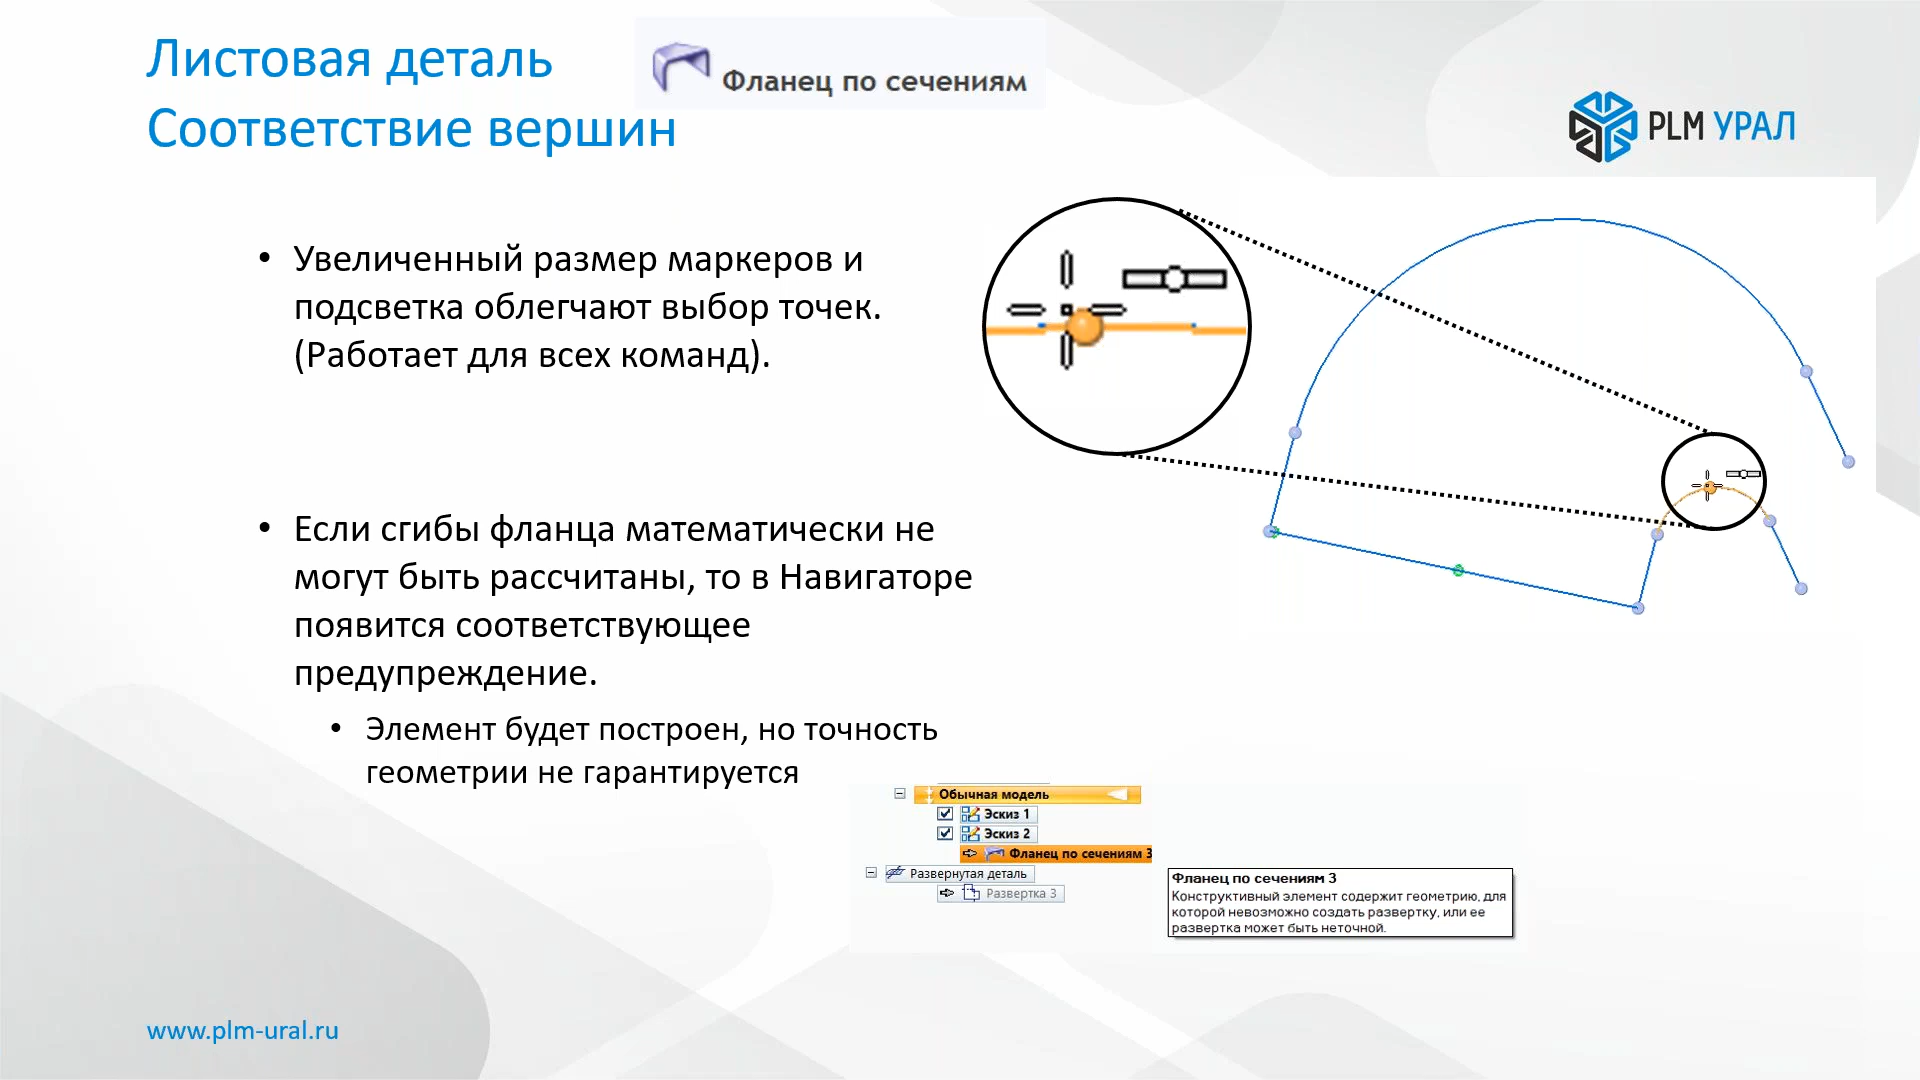 Листовая деталь
Соответствие вершин
Фланец по сечениям
PLM УРАЛ
• Увеличенный размер маркеров и
подсветка облегчают выбор точек.
(Работает для всех команд).
• Если сгибы фланца математически не
могут быть рассчитаны, то в Навигаторе
появится соответствующее
предупреждение.
• Элемент будет построен, но точность
геометрии не гарантируется
Обычная модель
Эскиз 1
Эскиз 2
Фланец по сечениям 3
Развернутая деталь
Развертка 3
Фланец по сечениям 3
Конструктивный элемент содержит геометрию, для
которой невозможно создать развертку, или ее
развертка может быть неточной.
www.plm-ural.ru